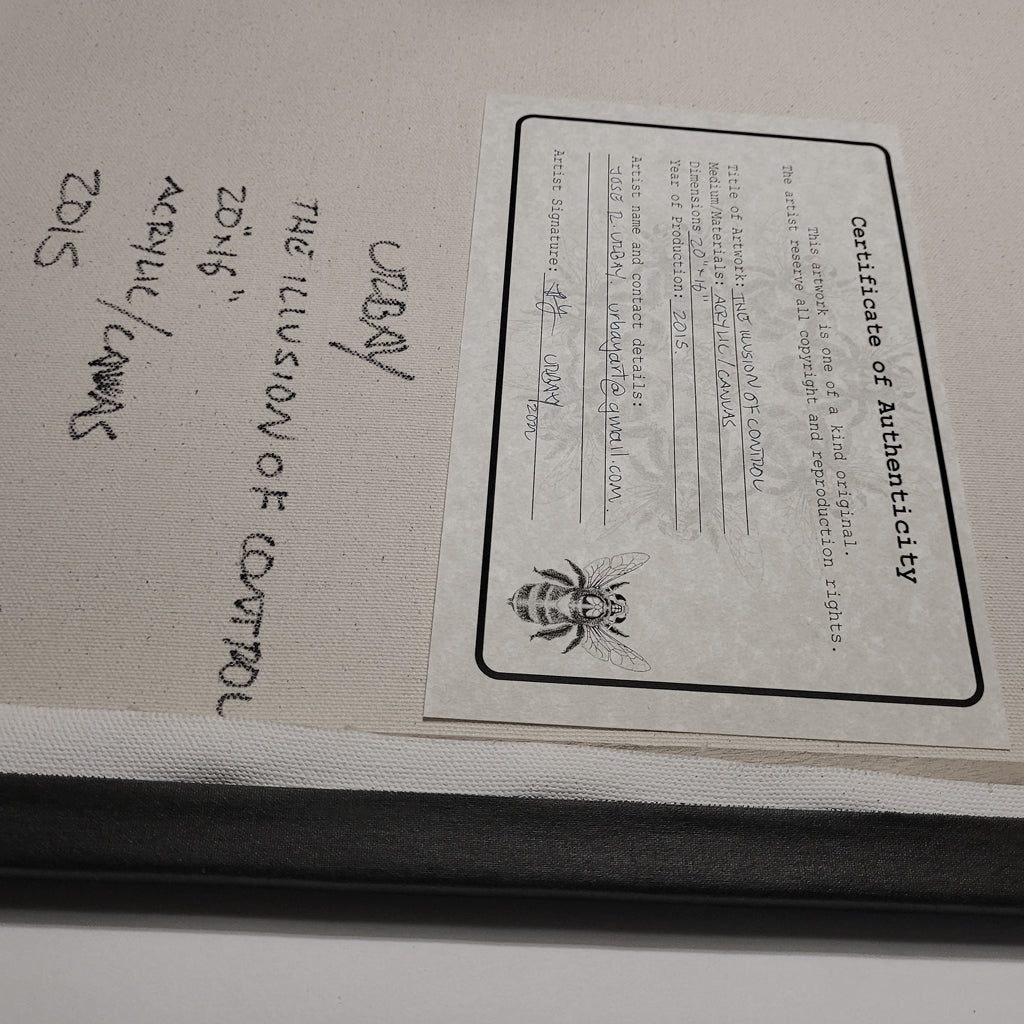 Certificate of Authenticity
This artwork is one of a kind original.
The artist reserve all copyright and reproduction rights.
Title of Artwork: THE ILLUSION OF CONTROL
Medium/Materials: ACRYLIC/CANVAS
Dimensions 20"x16"
Year of Production: 2015.
Artist name and contact details:
JOSE R. URBAY. urbayart@gmail.com.
Artist Signature: URBAY
URBAY
THE ILLUSION OF CONTROL
20"x16"
ACRYLIC/CANVAS
2015